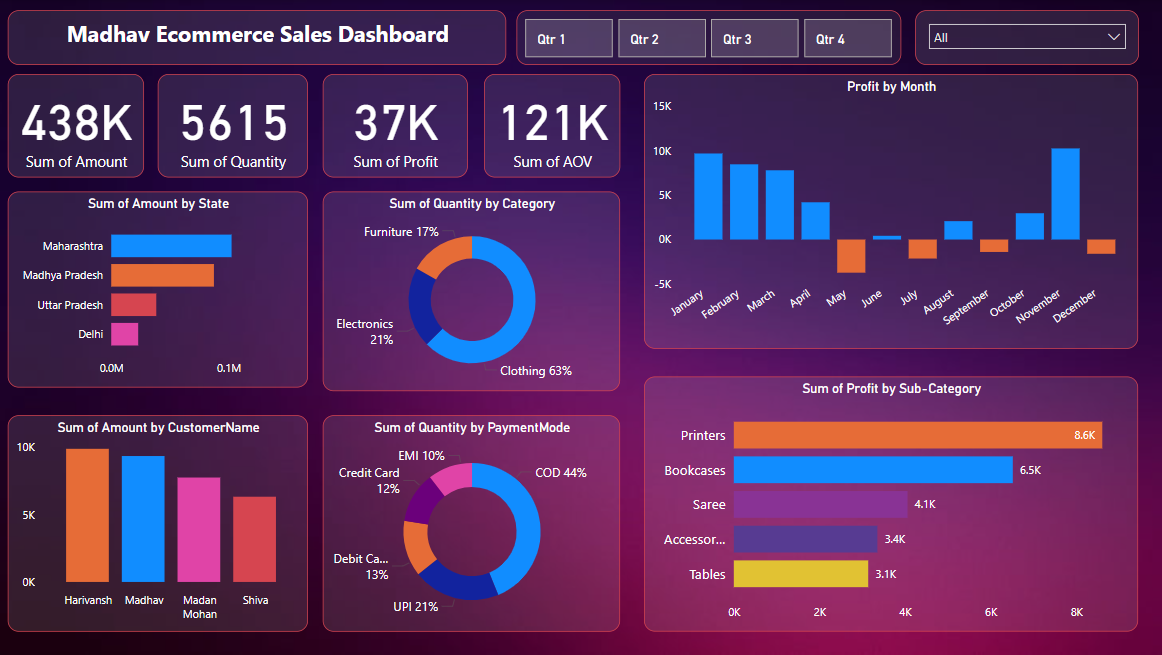 Madhav Ecommerce Sales Dashboard
Qtr 1
Qtr 2
Qtr 3
Qtr 4
All
438K
Sum of Amount
5615
Sum of Quantity
37K
Sum of Profit
121K
Sum of AOV
Profit by Month
15K
10K
5K
0K
-5K
January
February
March
April
May
June
July
August
September
October
November
December
Sum of Amount by State
Maharashtra
Madhya Pradesh
Uttar Pradesh
Delhi
0.0M
0.1M
Sum of Quantity by Category
Furniture 17%
Electronics
21%
Clothing 63%
Sum of Profit by Sub-Category
Printers
8.6K
Bookcases
6.5K
Saree
4.1K
Accessor...
3.4K
Tables
3.1K
0K
2K
4K
6K
8K
Sum of Amount by CustomerName
10K
5K
0K
Harivansh
Madhav
Madan
Mohan
Shiva
Sum of Quantity by PaymentMode
EMI 10%
COD 44%
Credit Card
12%
Debit Ca...
13%
UPI 21%